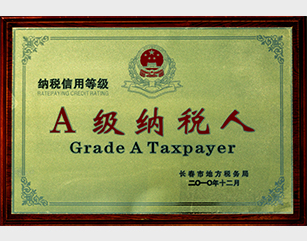 纳税信用等级
RATEPAYING CREDIT RATING
A 级纳税人
Grade A Taxpayer
长春市地方税务局
二〇一〇年十二月